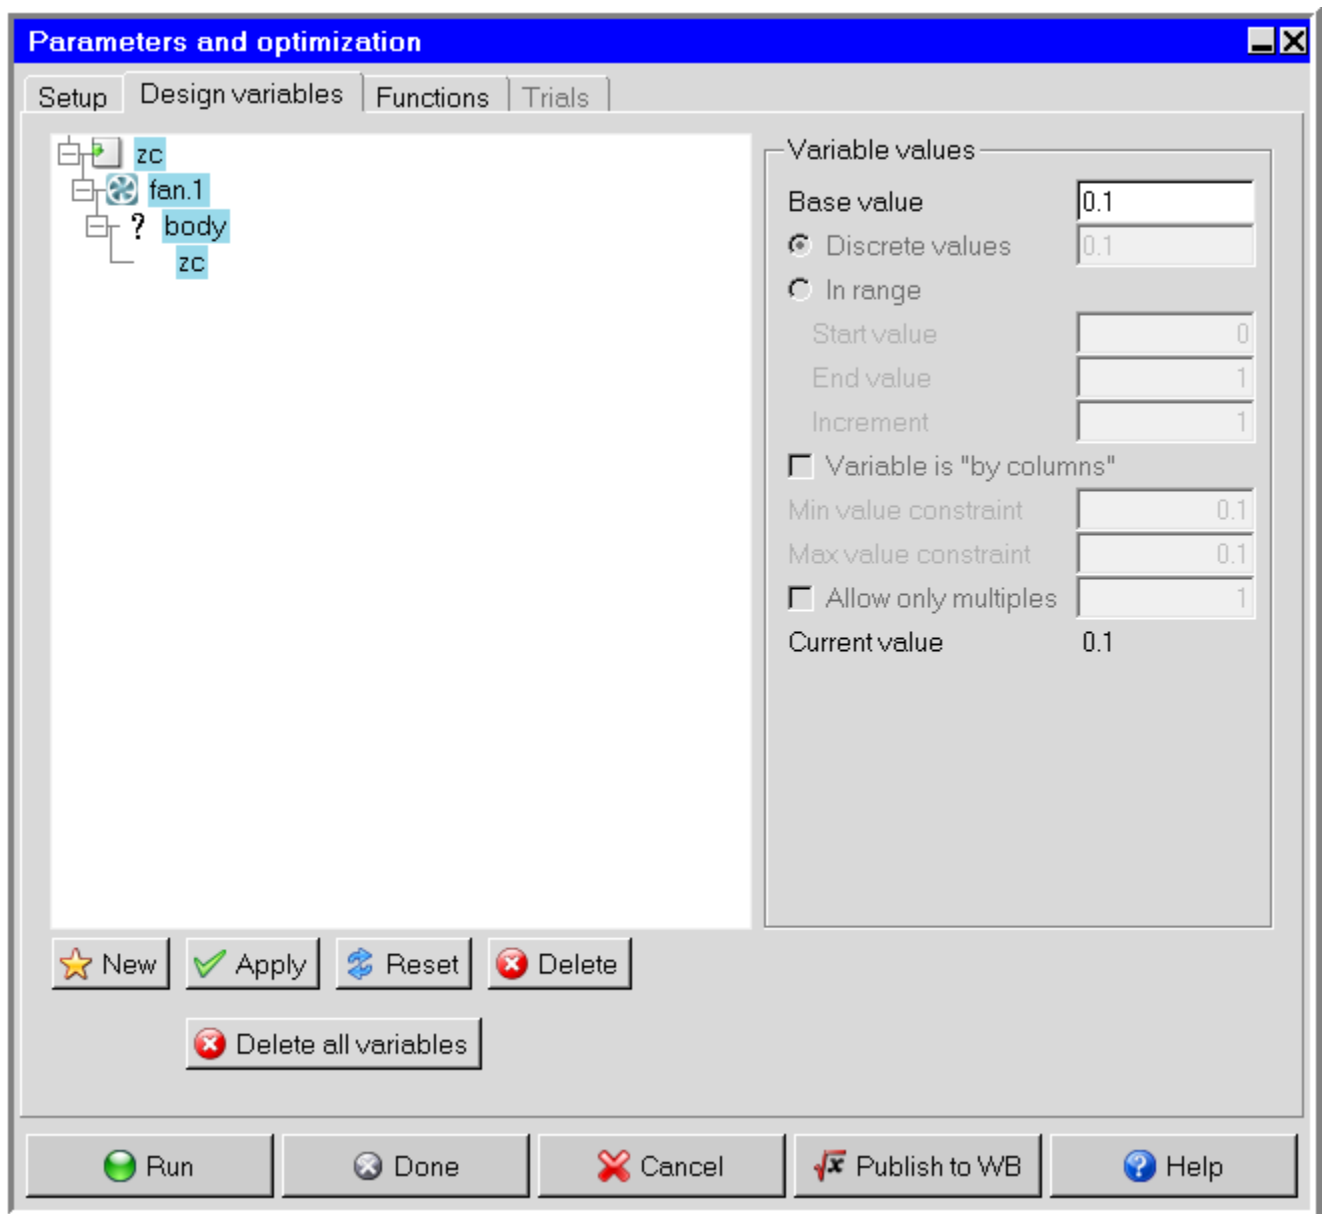 Parameters and optimization
Setup Design variables Functions Trials
zc
fan.1
? body
zc
Variable values
Base value 0.1
Discrete values 0.1
In range
Start value 0
End value 1
Increment 1
Variable is "by columns"
Min value constraint 0.1
Max value constraint 0.1
Allow only multiples 1
Current value 0.1
New Apply Reset Delete
Delete all variables
Run Done Cancel √x Publish to WB ? Help